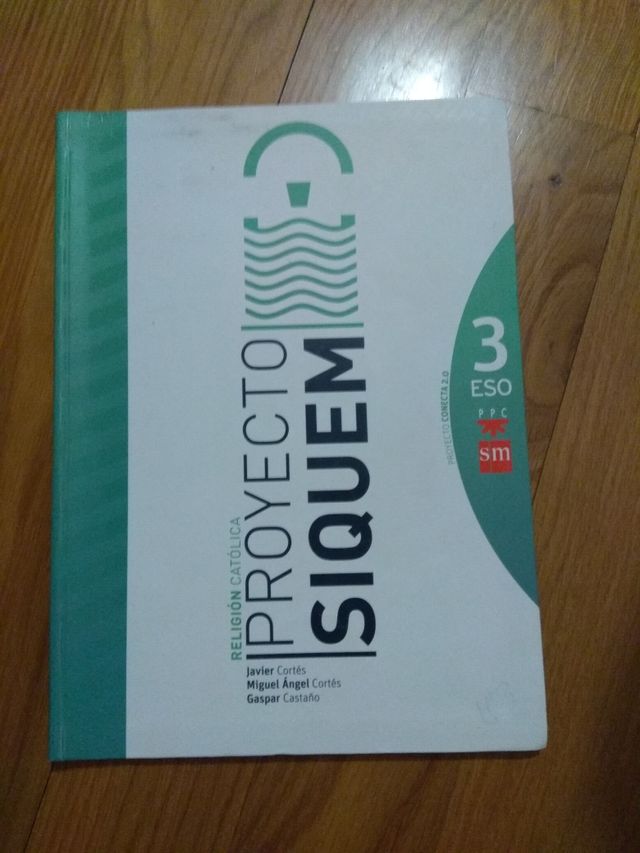 RELIGIÓN CATÓLICA
PROYECTO
SIQUEM
Javier Cortés
Miguel Ángel Cortés
Gaspar Castaño
PROYECTO CONECTA 2.0
3
ESO
PPC
sm